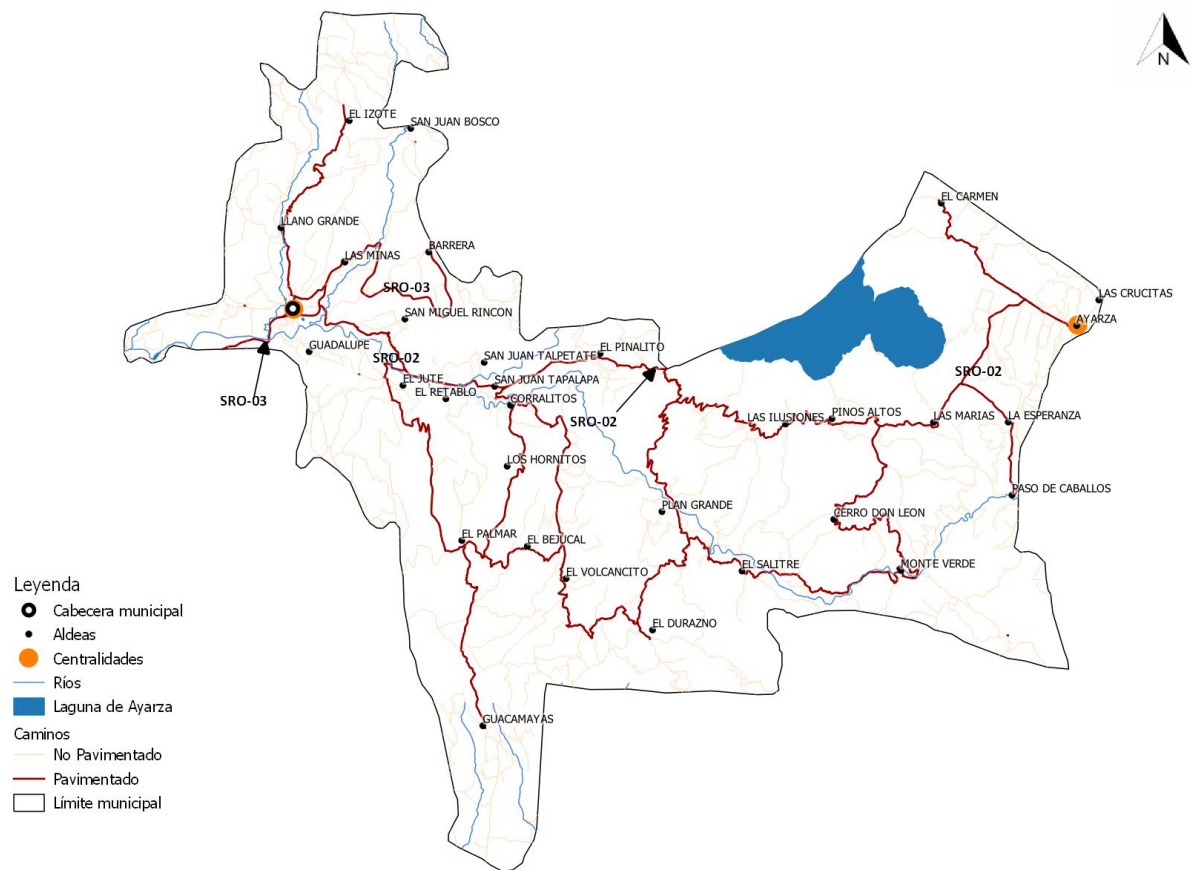 N
EL IZOTE
SAN JUAN BOSCO
EL CARMEN
LLANO GRANDE
BARRERA
LAS MINAS
SRO-03
LAS CRUCITAS
SAN MIGUEL RINCON
AYARZA
GUADALUPE
SRO-02
SAN JUAN TALPETATE
EL PINALITO
SRO-02
EL JUTE
SAN JUAN TAPALAPA
SRO-03
EL RETABLO
CORRALITOS
SRO-02
LAS ILUSIONES
PINOS ALTOS
LAS MARIAS
LA ESPERANZA
LOS HORNITOS
PASO DE CABALLOS
PLAN GRANDE
CERRO DON LEON
EL PALMAR
EL BEJUCAL
EL VOLCANCITO
EL SALITRE
MONTE VERDE
EL DURAZNO
GUACAMAYAS
Leyenda
Cabecera municipal
Aldeas
Centralidades
Ríos
Laguna de Ayarza
Caminos
No Pavimentado
Pavimentado
Límite municipal